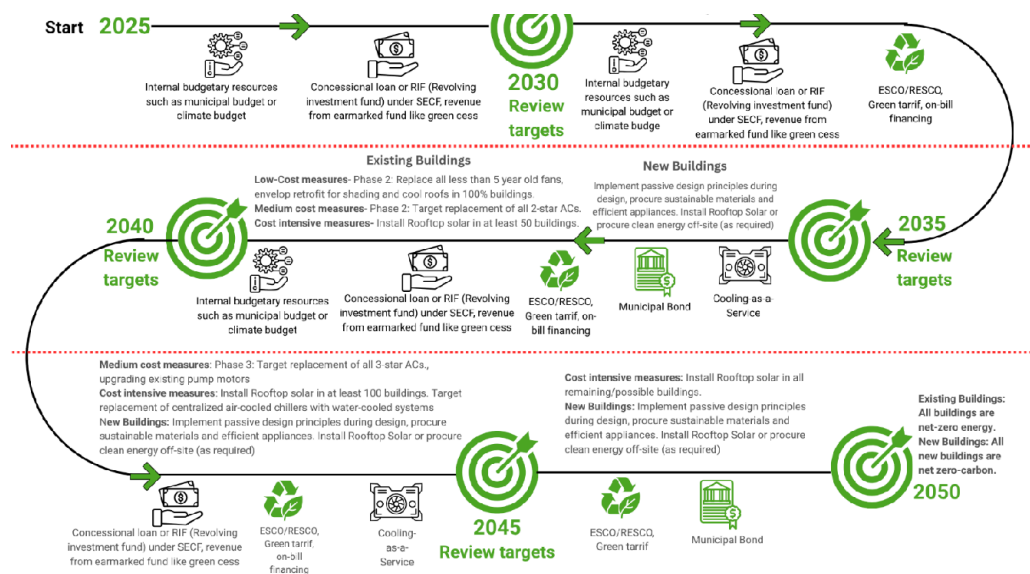 Start 2025
Internal budgetary resources
such as municipal budget or
climate budget
Concessional loan or RIF (Revolving
investment fund) under SECF, revenue
from earmarked fund like green cess
2030
Review
targets
Internal budgetary
resources such as
municipal budget or
climate budge
Concessional loan or RIF
(Revolving investment fund)
under SECF, revenue from
earmarked fund like green cess
ESCO/RESCO,
Green tarrif, on-bill
financing
Existing Buildings
Low-Cost measures- Phase 2: Replace all less than 5 year old fans,
envelop retrofit for shading and cool roofs in 100% buildings.
Medium cost measures- Phase 2: Target replacement of all 2-star ACs.
Cost intensive measures- Install Rooftop solar in at least 50 buildings.
New Buildings
Implement passive design principles during
design, procure sustainable materials and
efficient appliances. Install Rooftop Solar or
procure clean energy off-site (as required)
2035
Review
targets
2040
Review
targets
Internal budgetary resources
such as municipal budget or
climate budget
Concessional loan or RIF (Revolving
investment fund) under SECF, revenue
from earmarked fund like green cess
ESCO/RESCO,
Green tarrif, on-
bill financing
Municipal Bond
Cooling-as-a-
Service
Medium cost measures: Phase 3: Target replacement of all 3-star ACs.,
upgrading existing pump motors
Cost intensive measures: Install Rooftop solar in at least 100 buildings. Target
replacement of centralized air-cooled chillers with water-cooled systems
New Buildings: Implement passive design principles during design, procure
sustainable materials and efficient appliances. Install Rooftop Solar or procure
clean energy off-site (as required)
Cost intensive measures: Install Rooftop solar in all
remaining/possible buildings.
New Buildings: Implement passive design principles
during design, procure sustainable materials and
efficient appliances. Install Rooftop Solar or procure
clean energy off-site (as required)
Existing Buildings:
All buildings are
net-zero energy.
New Buildings: All
new buildings are
net zero-carbon.
2050
Concessional loan or RIF (Revolving
investment fund) under SECF, revenue
from earmarked fund like green cess
ESCO/RESCO,
Green tarrif,
on-bill
financing
Cooling-
as-a-
Service
2045
Review targets
ESCO/RESCO,
Green tarrif
Municipal Bond